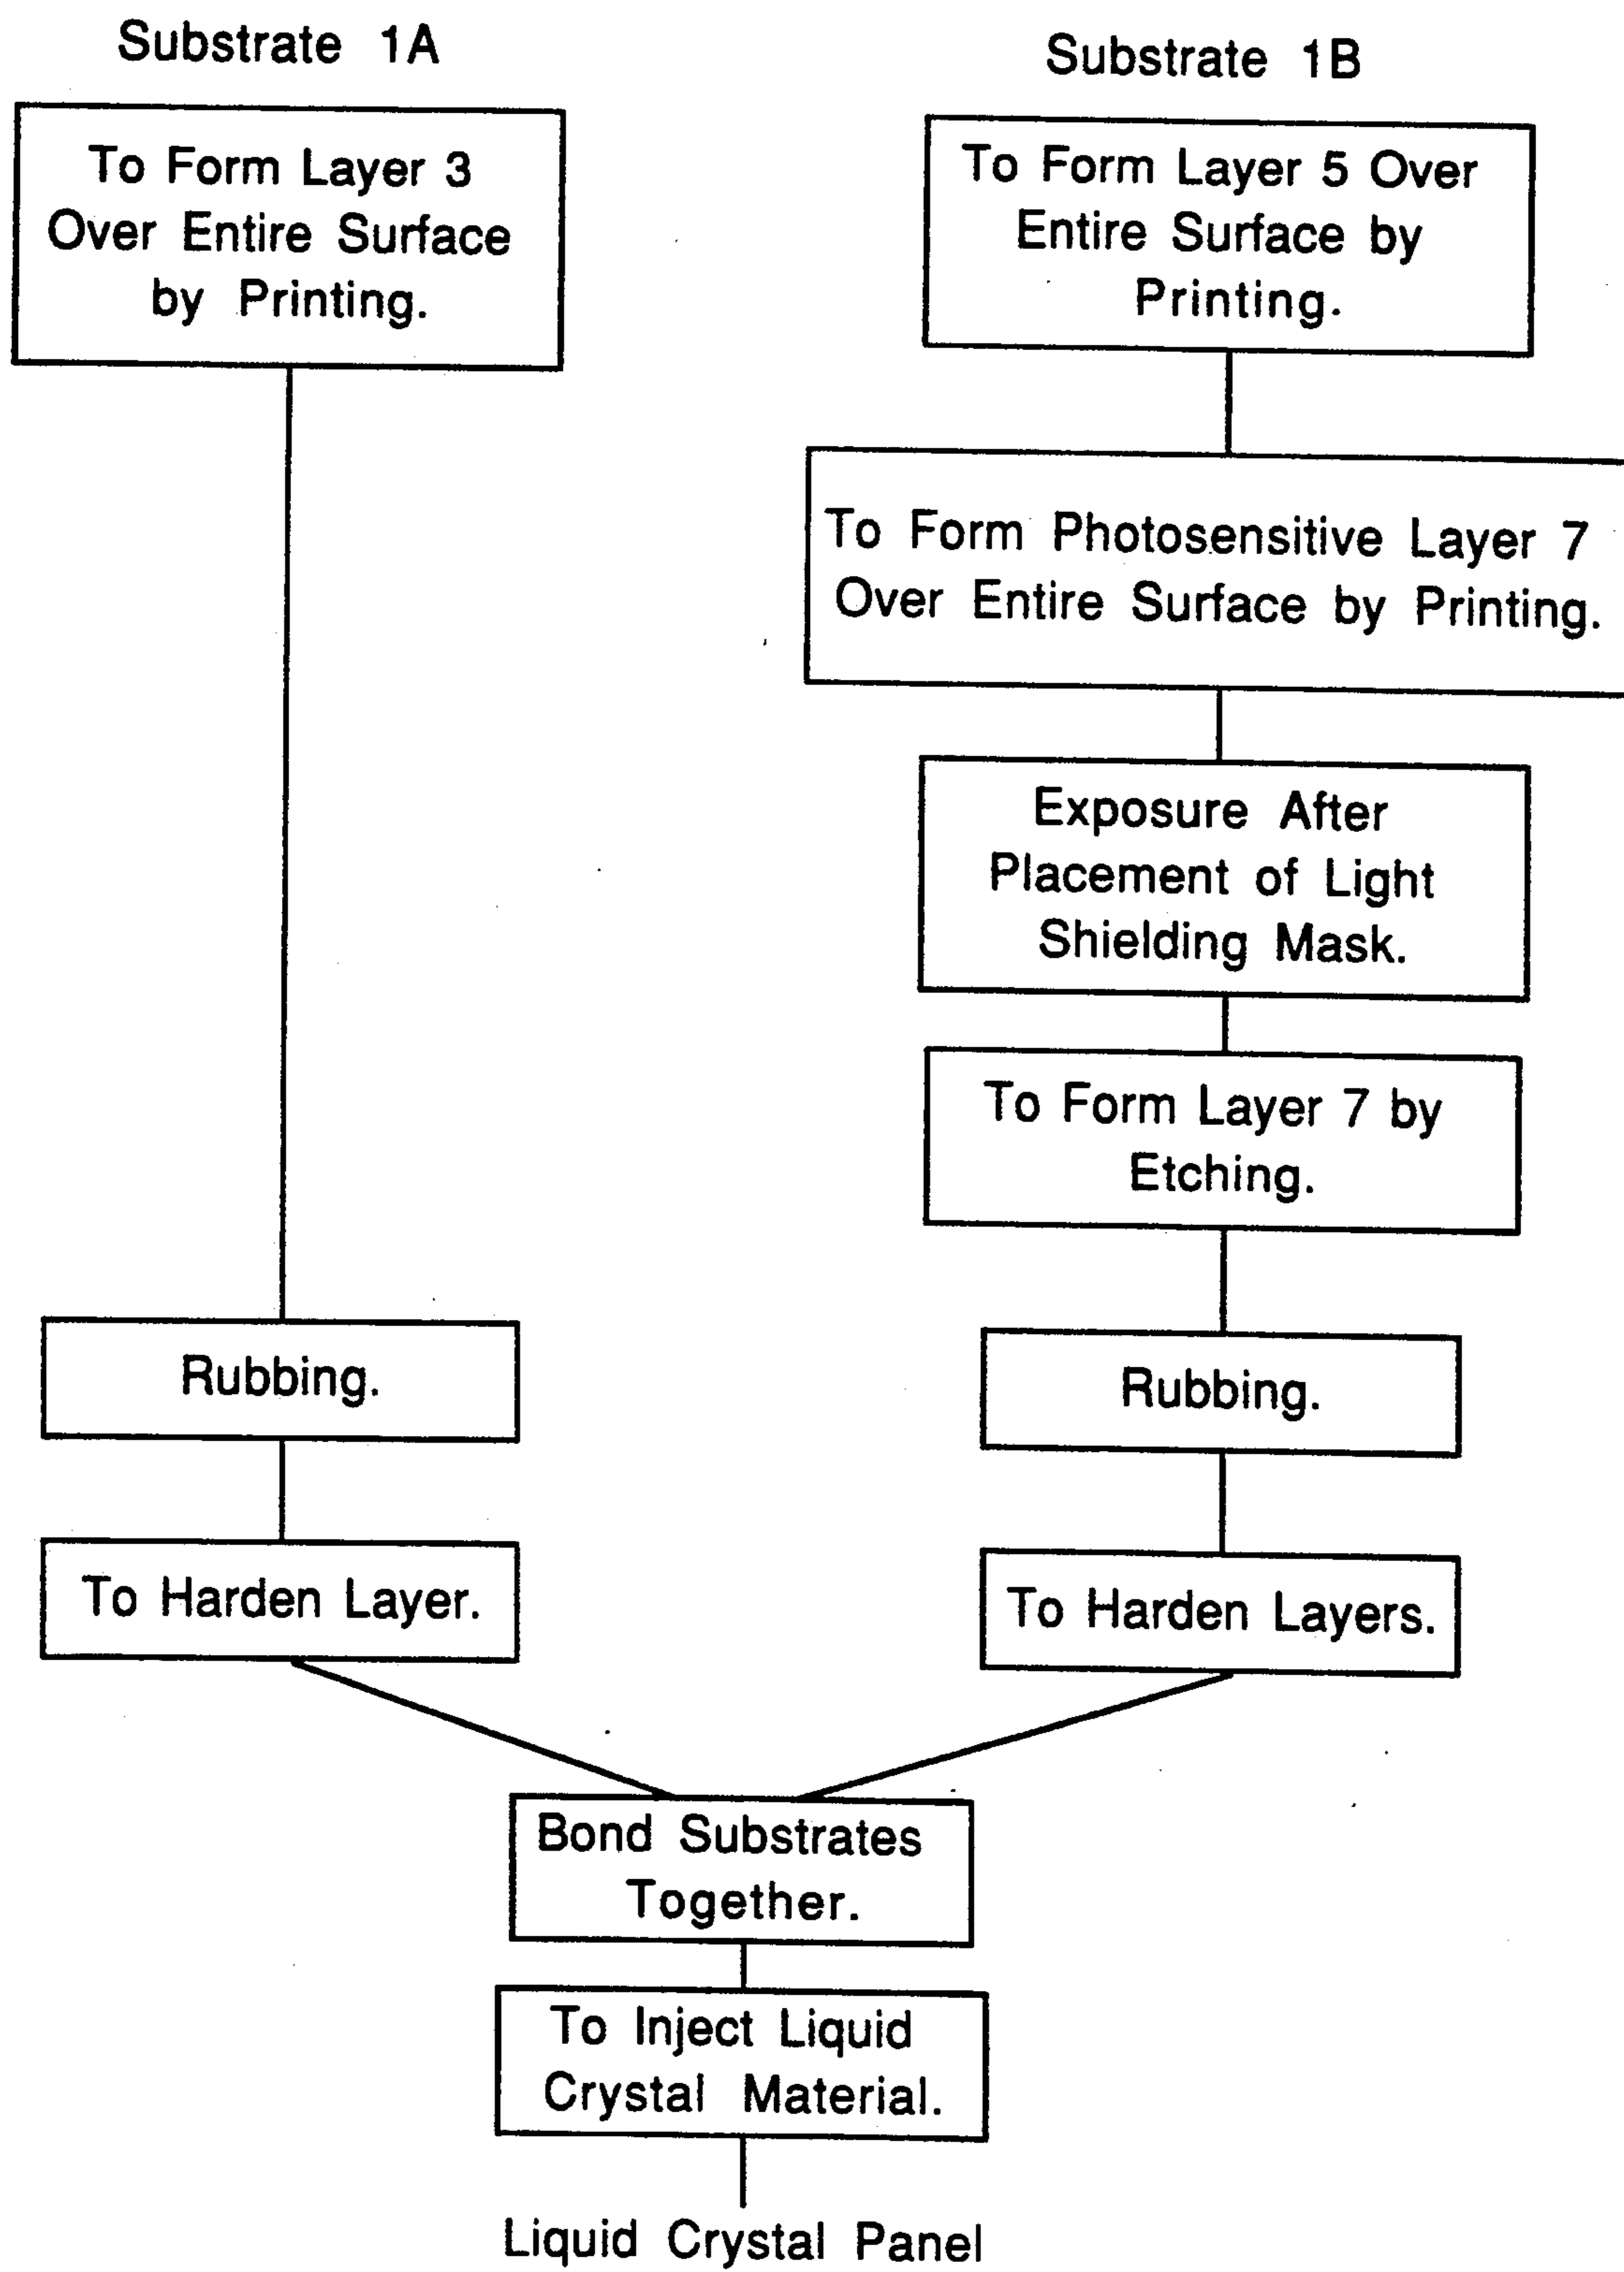 Substrate 1A
To Form Layer 3
Over Entire Surface
by Printing.
Rubbing.
To Harden Layer.
Substrate 1B
To Form Layer 5 Over
Entire Surface by
Printing.
To Form Photosensitive Layer 7
Over Entire Surface by Printing.
Exposure After
Placement of Light
Shielding Mask.
To Form Layer 7 by
Etching.
Rubbing.
To Harden Layers.
Bond Substrates
Together.
To Inject Liquid
Crystal Material.
Liquid Crystal Panel